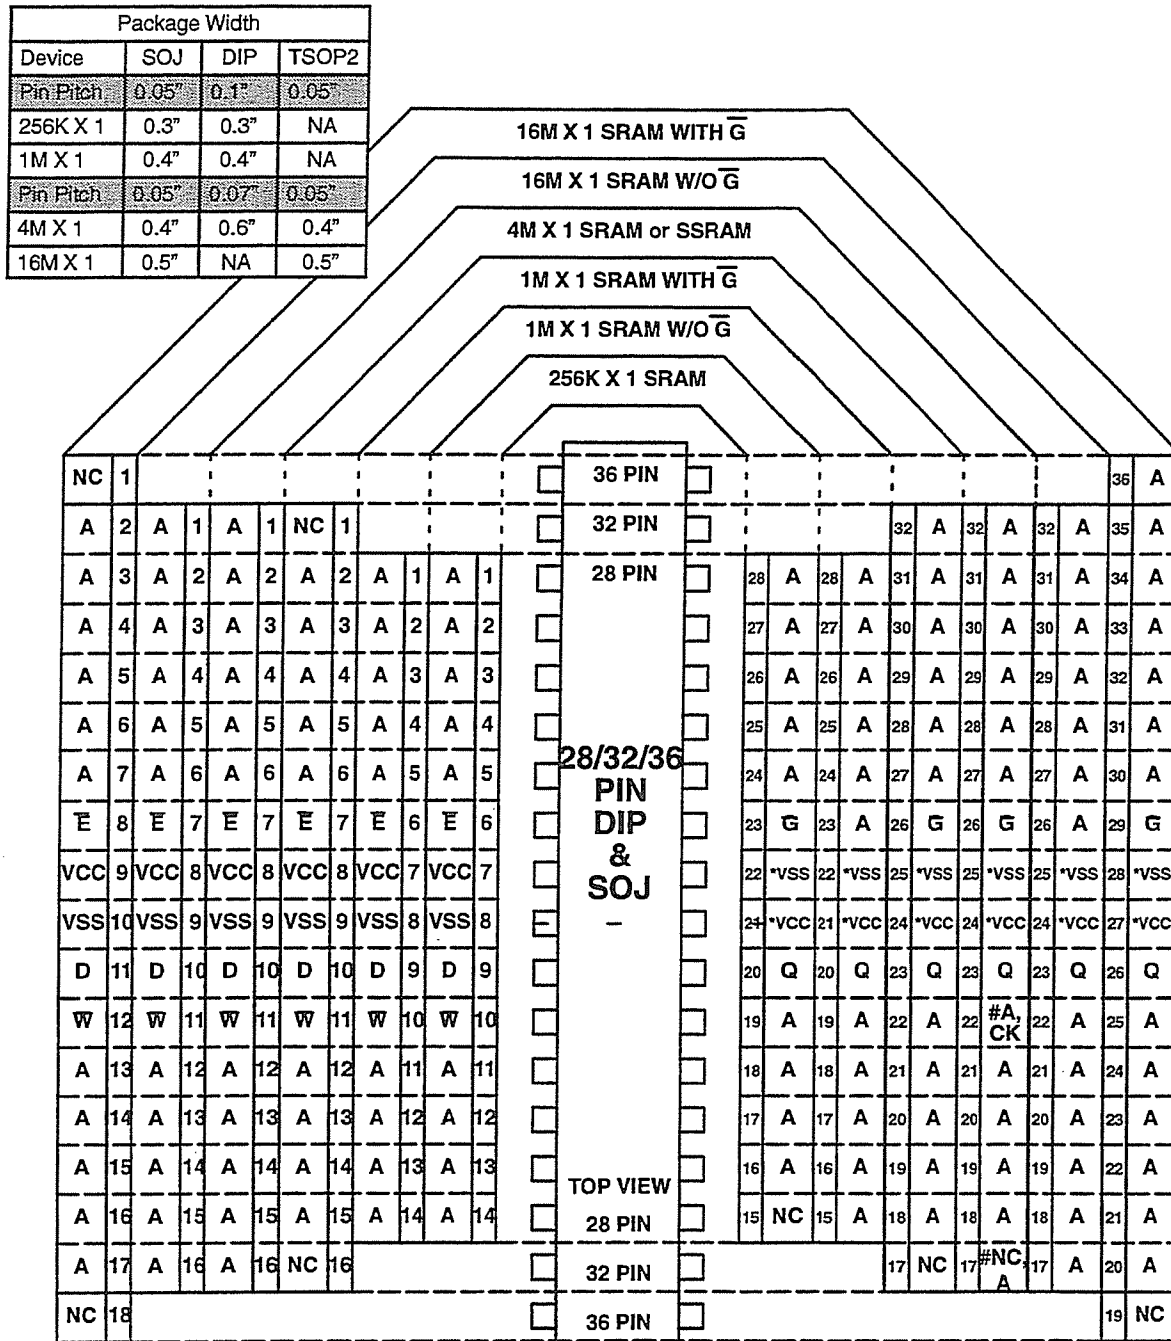 Package Width
Device SOJ DIP TSOP2
Pin Pitch 0.05" 0.1" 0.05"
256K X 1 0.3" 0.3" NA
1M X 1 0.4" 0.4" NA
Pin Pitch 0.05" 0.07" 0.05"
4M X 1 0.4" 0.6" 0.4"
16M X 1 0.5" NA 0.5"
16M X 1 SRAM WITH G̅
16M X 1 SRAM W/O G̅
4M X 1 SRAM or SSRAM
1M X 1 SRAM WITH G̅
1M X 1 SRAM W/O G̅
256K X 1 SRAM
NC 1 36 PIN 36 A
A 2 A 1 A 1 NC 1 32 PIN 32 A 32 A 32 A 35 A
A 3 A 2 A 2 A 2 A 1 A 1 28 PIN 28 A 28 A 31 A 31 A 31 A 34 A
A 4 A 3 A 3 A 3 A 2 A 2 27 A 27 A 30 A 30 A 30 A 33 A
A 5 A 4 A 4 A 4 A 3 A 3 26 A 26 A 29 A 29 A 29 A 32 A
A 6 A 5 A 5 A 5 A 4 A 4 25 A 25 A 28 A 28 A 28 A 31 A
A 7 A 6 A 6 A 6 A 5 A 5 24 A 24 A 27 A 27 A 27 A 30 A
E̅ 8 E̅ 7 E̅ 7 E̅ 7 E̅ 6 E̅ 6 23 G̅ 23 A 26 G̅ 26 G̅ 26 A 29 G̅
VCC 9 VCC 8 VCC 8 VCC 8 VCC 7 VCC 7 22 *VSS 22 *VSS 25 *VSS 25 *VSS 25 *VSS 28 *VSS
VSS 10 VSS 9 VSS 9 VSS 9 VSS 8 VSS 8 21 *VCC 21 *VCC 24 *VCC 24 *VCC 24 *VCC 27 *VCC
D 11 D 10 D 10 D 10 D 9 D 9 20 Q 20 Q 23 Q 23 Q 23 Q 26 Q
W̅ 12 W̅ 11 W̅ 11 W̅ 11 W̅ 10 W̅ 10 19 A 19 A 22 A 22 #A, CK 22 A 25 A
A 13 A 12 A 12 A 12 A 11 A 11 18 A 18 A 21 A 21 A 21 A 24 A
A 14 A 13 A 13 A 13 A 12 A 12 17 A 17 A 20 A 20 A 20 A 23 A
A 15 A 14 A 14 A 14 A 13 A 13 16 A 16 A 19 A 19 A 19 A 22 A
A 16 A 15 A 15 A 15 A 14 A 14 28 PIN 15 NC 15 A 18 A 18 A 18 A 21 A
A 17 A 16 A 16 NC 16 32 PIN 17 NC 17 #NC, A 17 A 20 A
NC 18 36 PIN 19 NC
28/32/36
PIN
DIP
&
SOJ
–
TOP VIEW